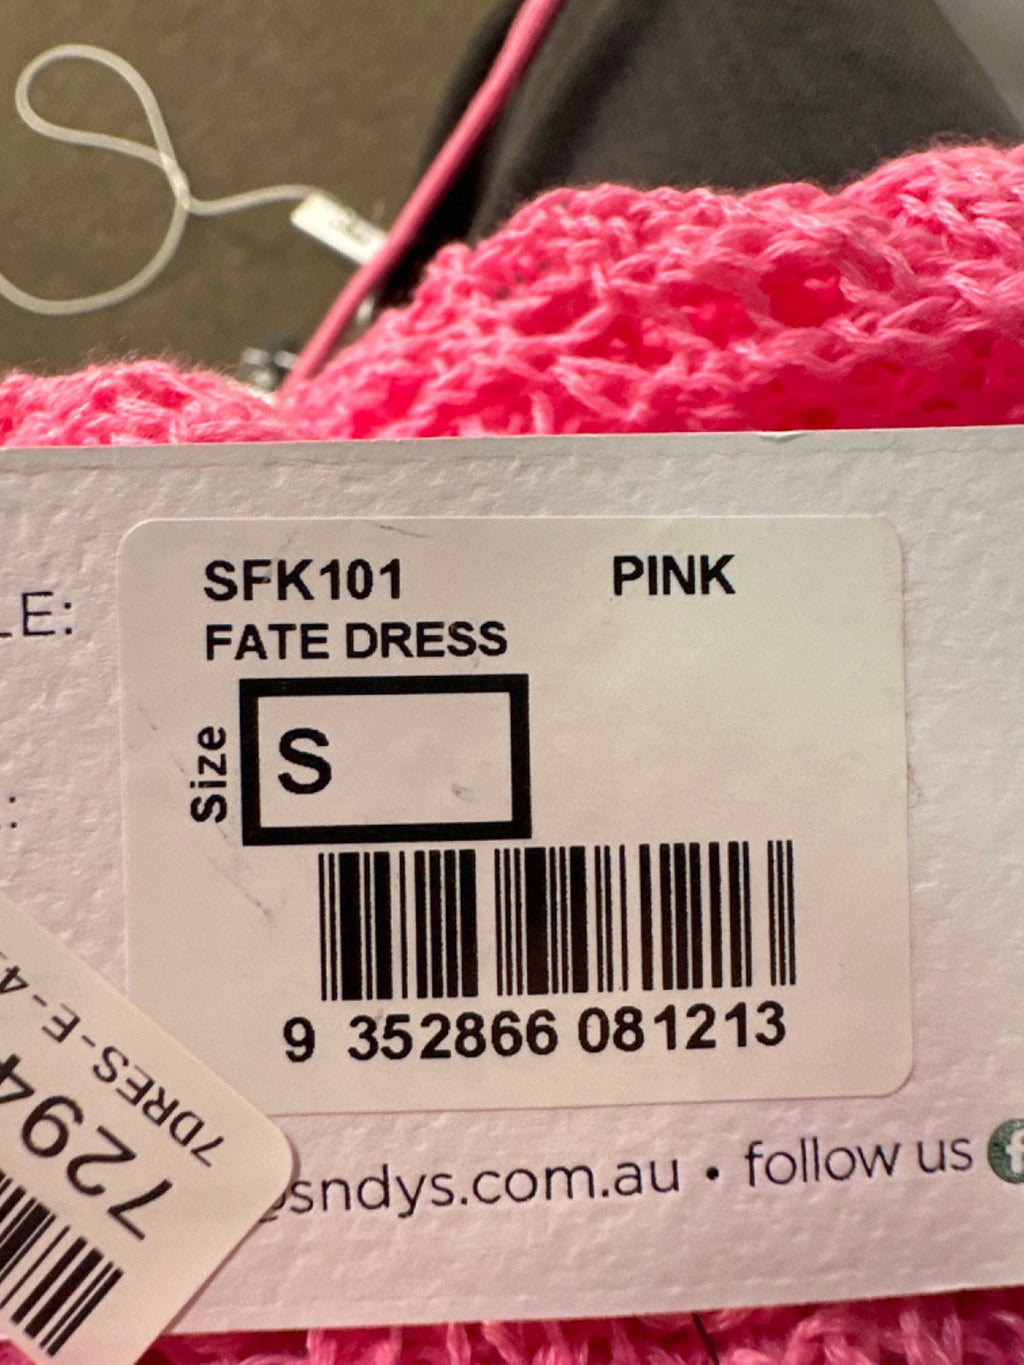 LE:
SFK101 PINK
FATE DRESS
Size
S
:
9 352866 081213
7DRES-E-4
7294
sndys.com.au • follow us f